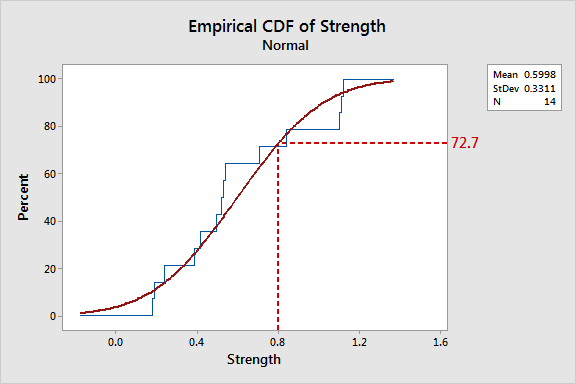 Empirical CDF of Strength
Normal
Mean 0.5998
StDev 0.3311
N 14
100
80
60
40
20
0
Percent
72.7
0.0 0.4 0.8 1.2 1.6
Strength